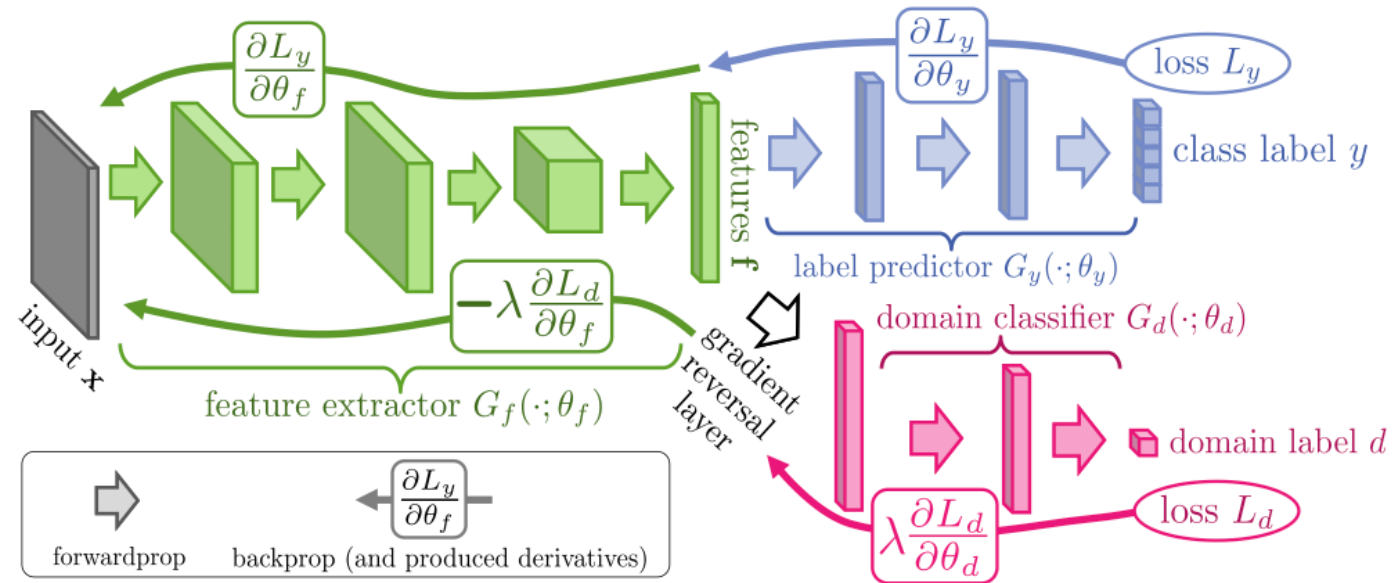 ∂L_y/∂θ_f
∂L_y/∂θ_y
loss L_y
features f
class label y
label predictor G_y(·; θ_y)
input x
−λ ∂L_d/∂θ_f
feature extractor G_f(·; θ_f)
gradient
reversal
layer
domain classifier G_d(·; θ_d)
domain label d
λ ∂L_d/∂θ_d
loss L_d
∂L_y/∂θ_f
forwardprop
backprop (and produced derivatives)